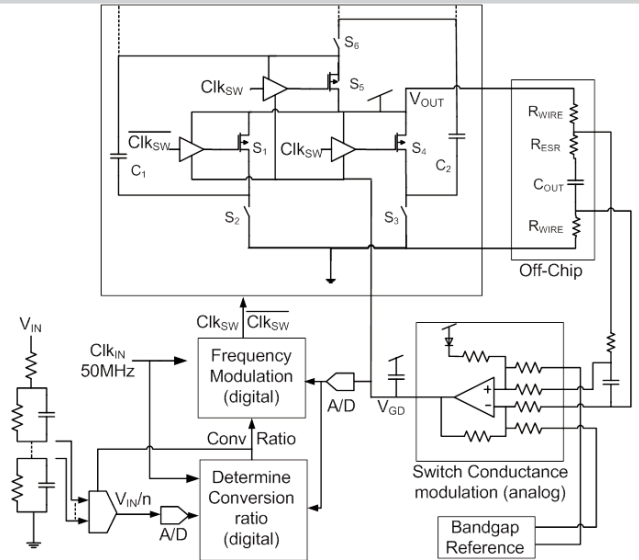 S6
ClkSW
S5
VOUT
RWIRE
ClkSW
S1
ClkSW
S4
RESR
C1
C2
COUT
S2
S3
RWIRE
Off-Chip
VIN
ClkSW ClkSW
ClkIN
50MHz
Frequency
Modulation
(digital)
A/D
VGD
+
-
Conv Ratio
Switch Conductance
modulation (analog)
VIN/n
A/D
Determine
Conversion
ratio
(digital)
Bandgap
Reference